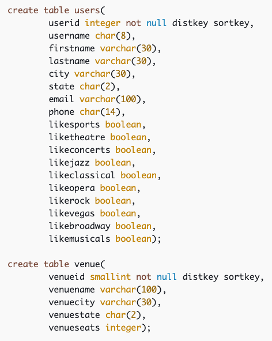 create table users(
        userid integer not null distkey sortkey,
        username char(8),
        firstname varchar(30),
        lastname varchar(30),
        city varchar(30),
        state char(2),
        email varchar(100),
        phone char(14),
        likesports boolean,
        liketheatre boolean,
        likeconcerts boolean,
        likejazz boolean,
        likeclassical boolean,
        likeopera boolean,
        likerock boolean,
        likevegas boolean,
        likebroadway boolean,
        likemusicals boolean);

create table venue(
        venueid smallint not null distkey sortkey,
        venuename varchar(100),
        venuecity varchar(30),
        venuestate char(2),
        venueseats integer);